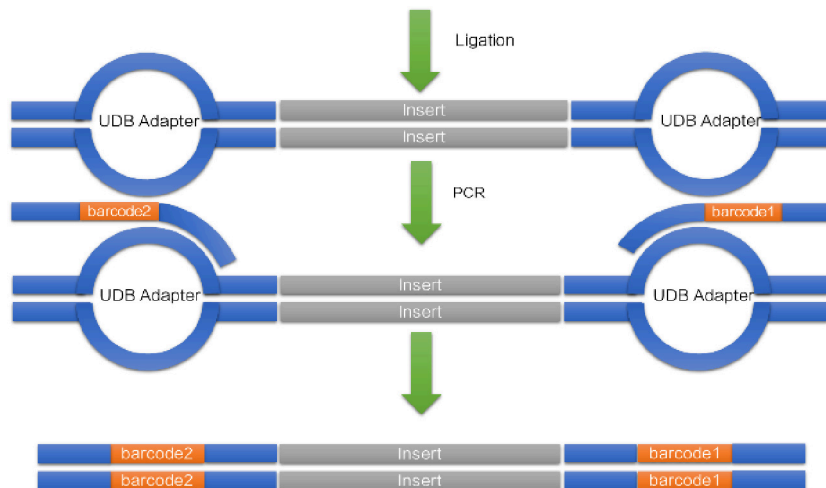 Ligation
Insert
UDB Adapter
UDB Adapter
Insert
PCR
barcode2
barcode1
Insert
UDB Adapter
UDB Adapter
Insert
barcode2
Insert
barcode1
barcode2
Insert
barcode1